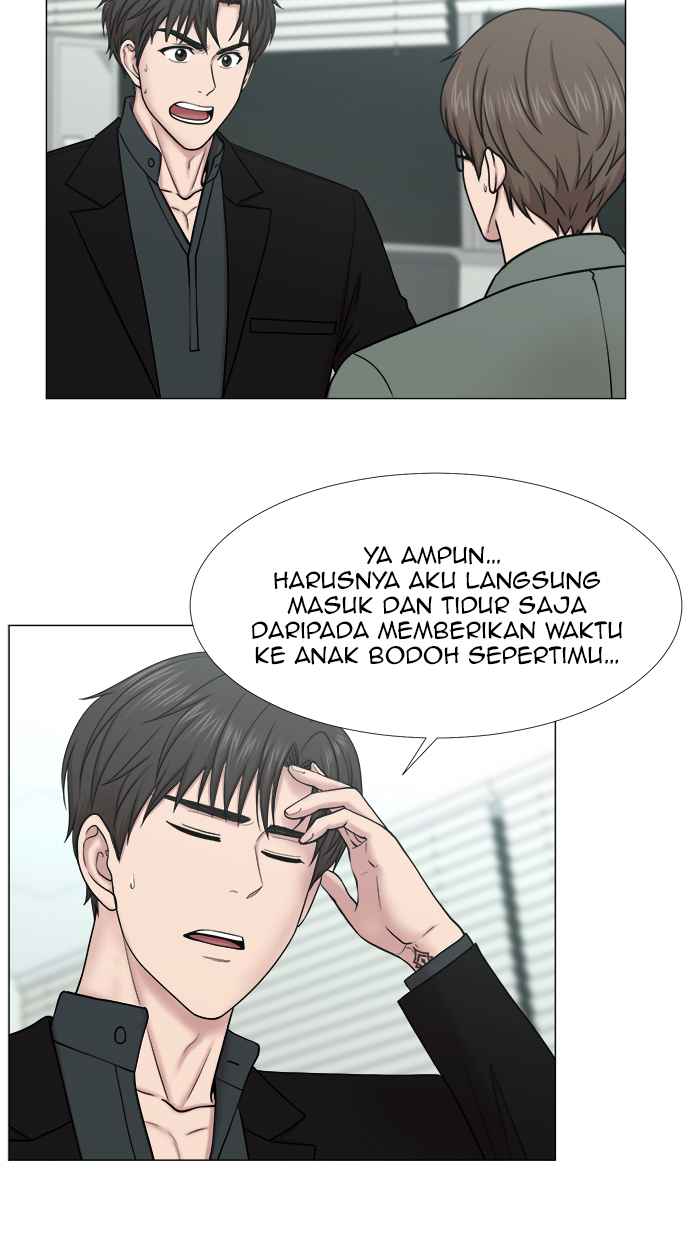 YA AMPUN...
HARUSNYA AKU LANGSUNG
MASUK DAN TIDUR SAJA
DARIPADA MEMBERIKAN WAKTU
KE ANAK BODOH SEPERTIMU...